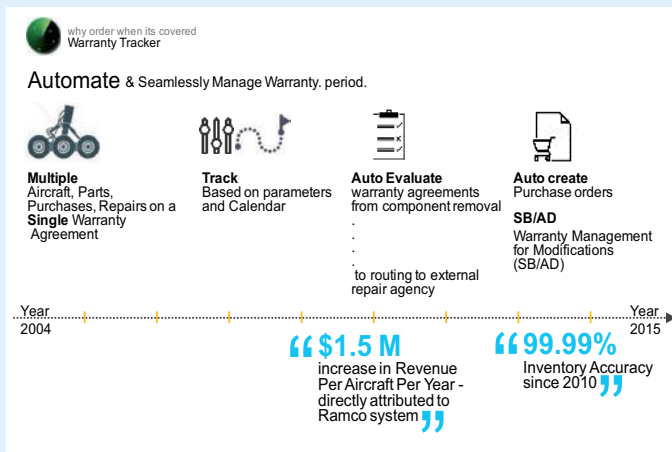 why order when its covered
Warranty Tracker
Automate & Seamlessly Manage Warranty. period.
Multiple
Aircraft, Parts,
Purchases, Repairs on a
Single Warranty
Agreement
Track
Based on parameters
and Calendar
Auto Evaluate
warranty agreements
from component removal
.
.
.
.
to routing to external
repair agency
Auto create
Purchase orders
SB/AD
Warranty Management
for Modifications
(SB/AD)
Year
2004
Year
2015
“$1.5 M
increase in Revenue
Per Aircraft Per Year -
directly attributed to
Ramco system”
“99.99%
Inventory Accuracy
since 2010”